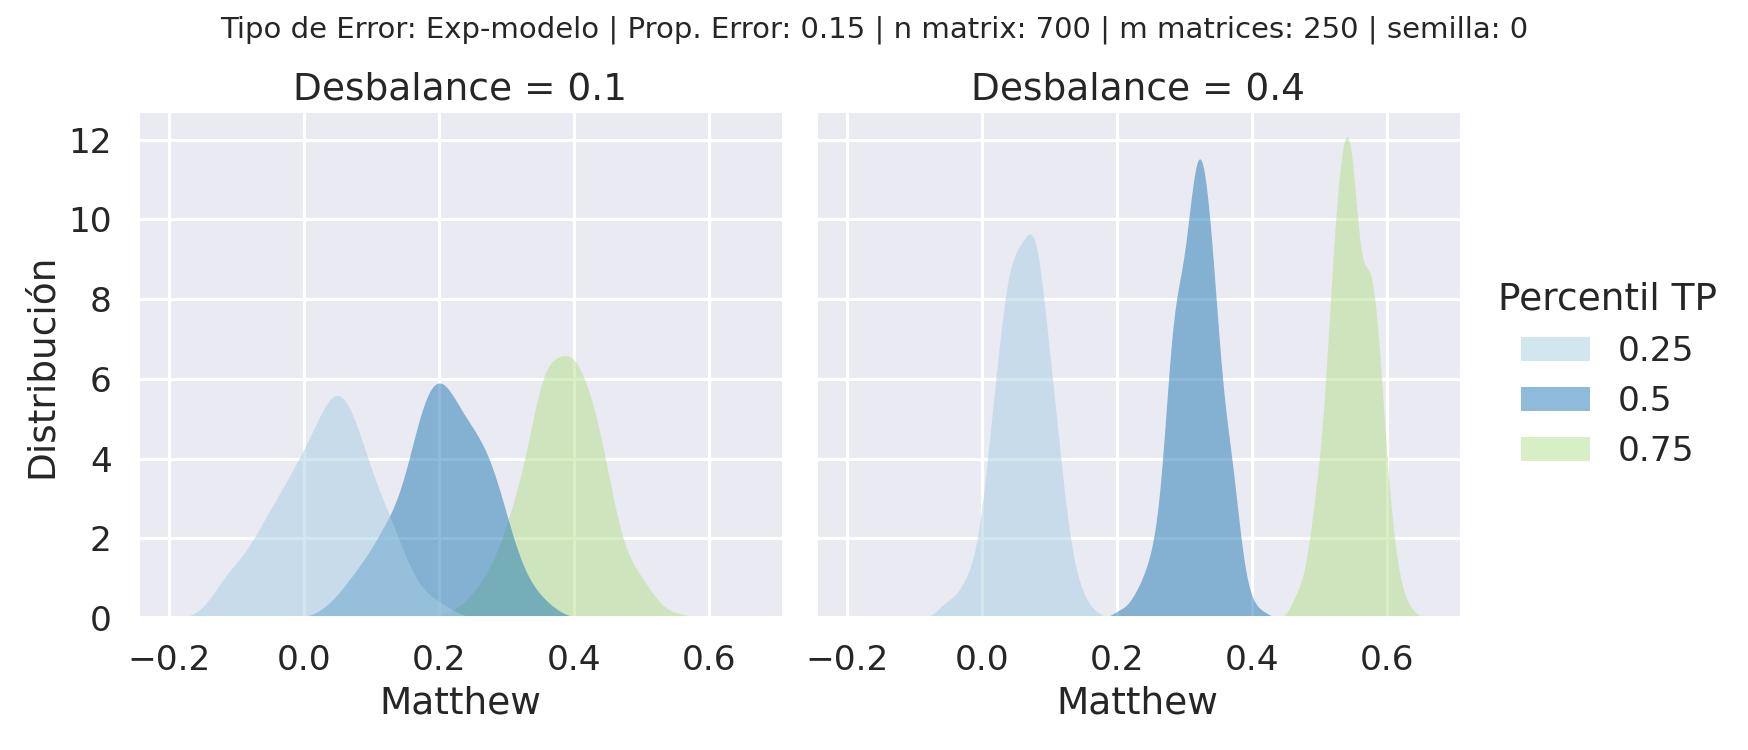 Tipo de Error: Exp-modelo | Prop. Error: 0.15 | n matrix: 700 | m matrices: 250 | semilla: 0
Desbalance = 0.1
Desbalance = 0.4
12
10
8
6
4
2
0
Distribución
−0.2 0.0 0.2 0.4 0.6
−0.2 0.0 0.2 0.4 0.6
Matthew
Matthew
Percentil TP
0.25
0.5
0.75